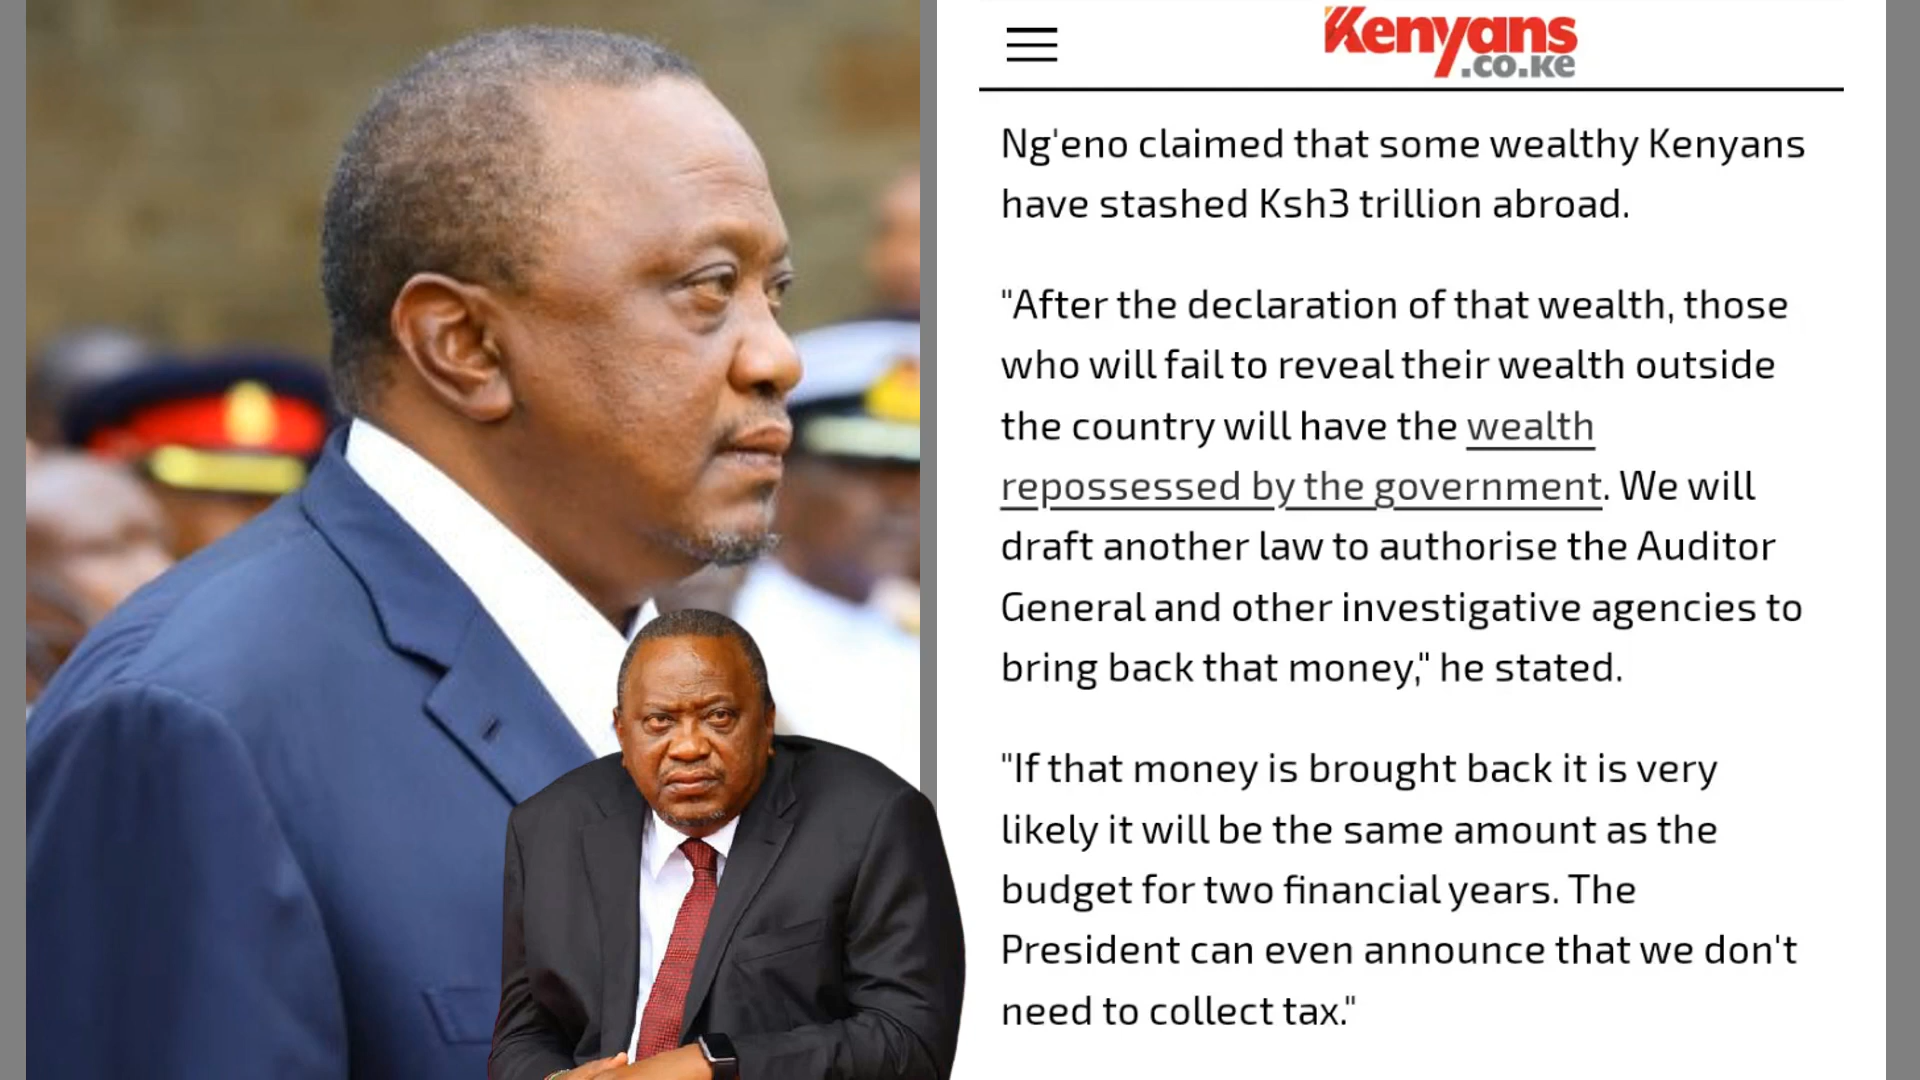 Kenyans
.co.ke
Ng'eno claimed that some wealthy Kenyans
have stashed Ksh3 trillion abroad.
"After the declaration of that wealth, those
who will fail to reveal their wealth outside
the country will have the wealth
repossessed by the government. We will
draft another law to authorise the Auditor
General and other investigative agencies to
bring back that money," he stated.
"If that money is brought back it is very
likely it will be the same amount as the
budget for two financial years. The
President can even announce that we don't
need to collect tax."